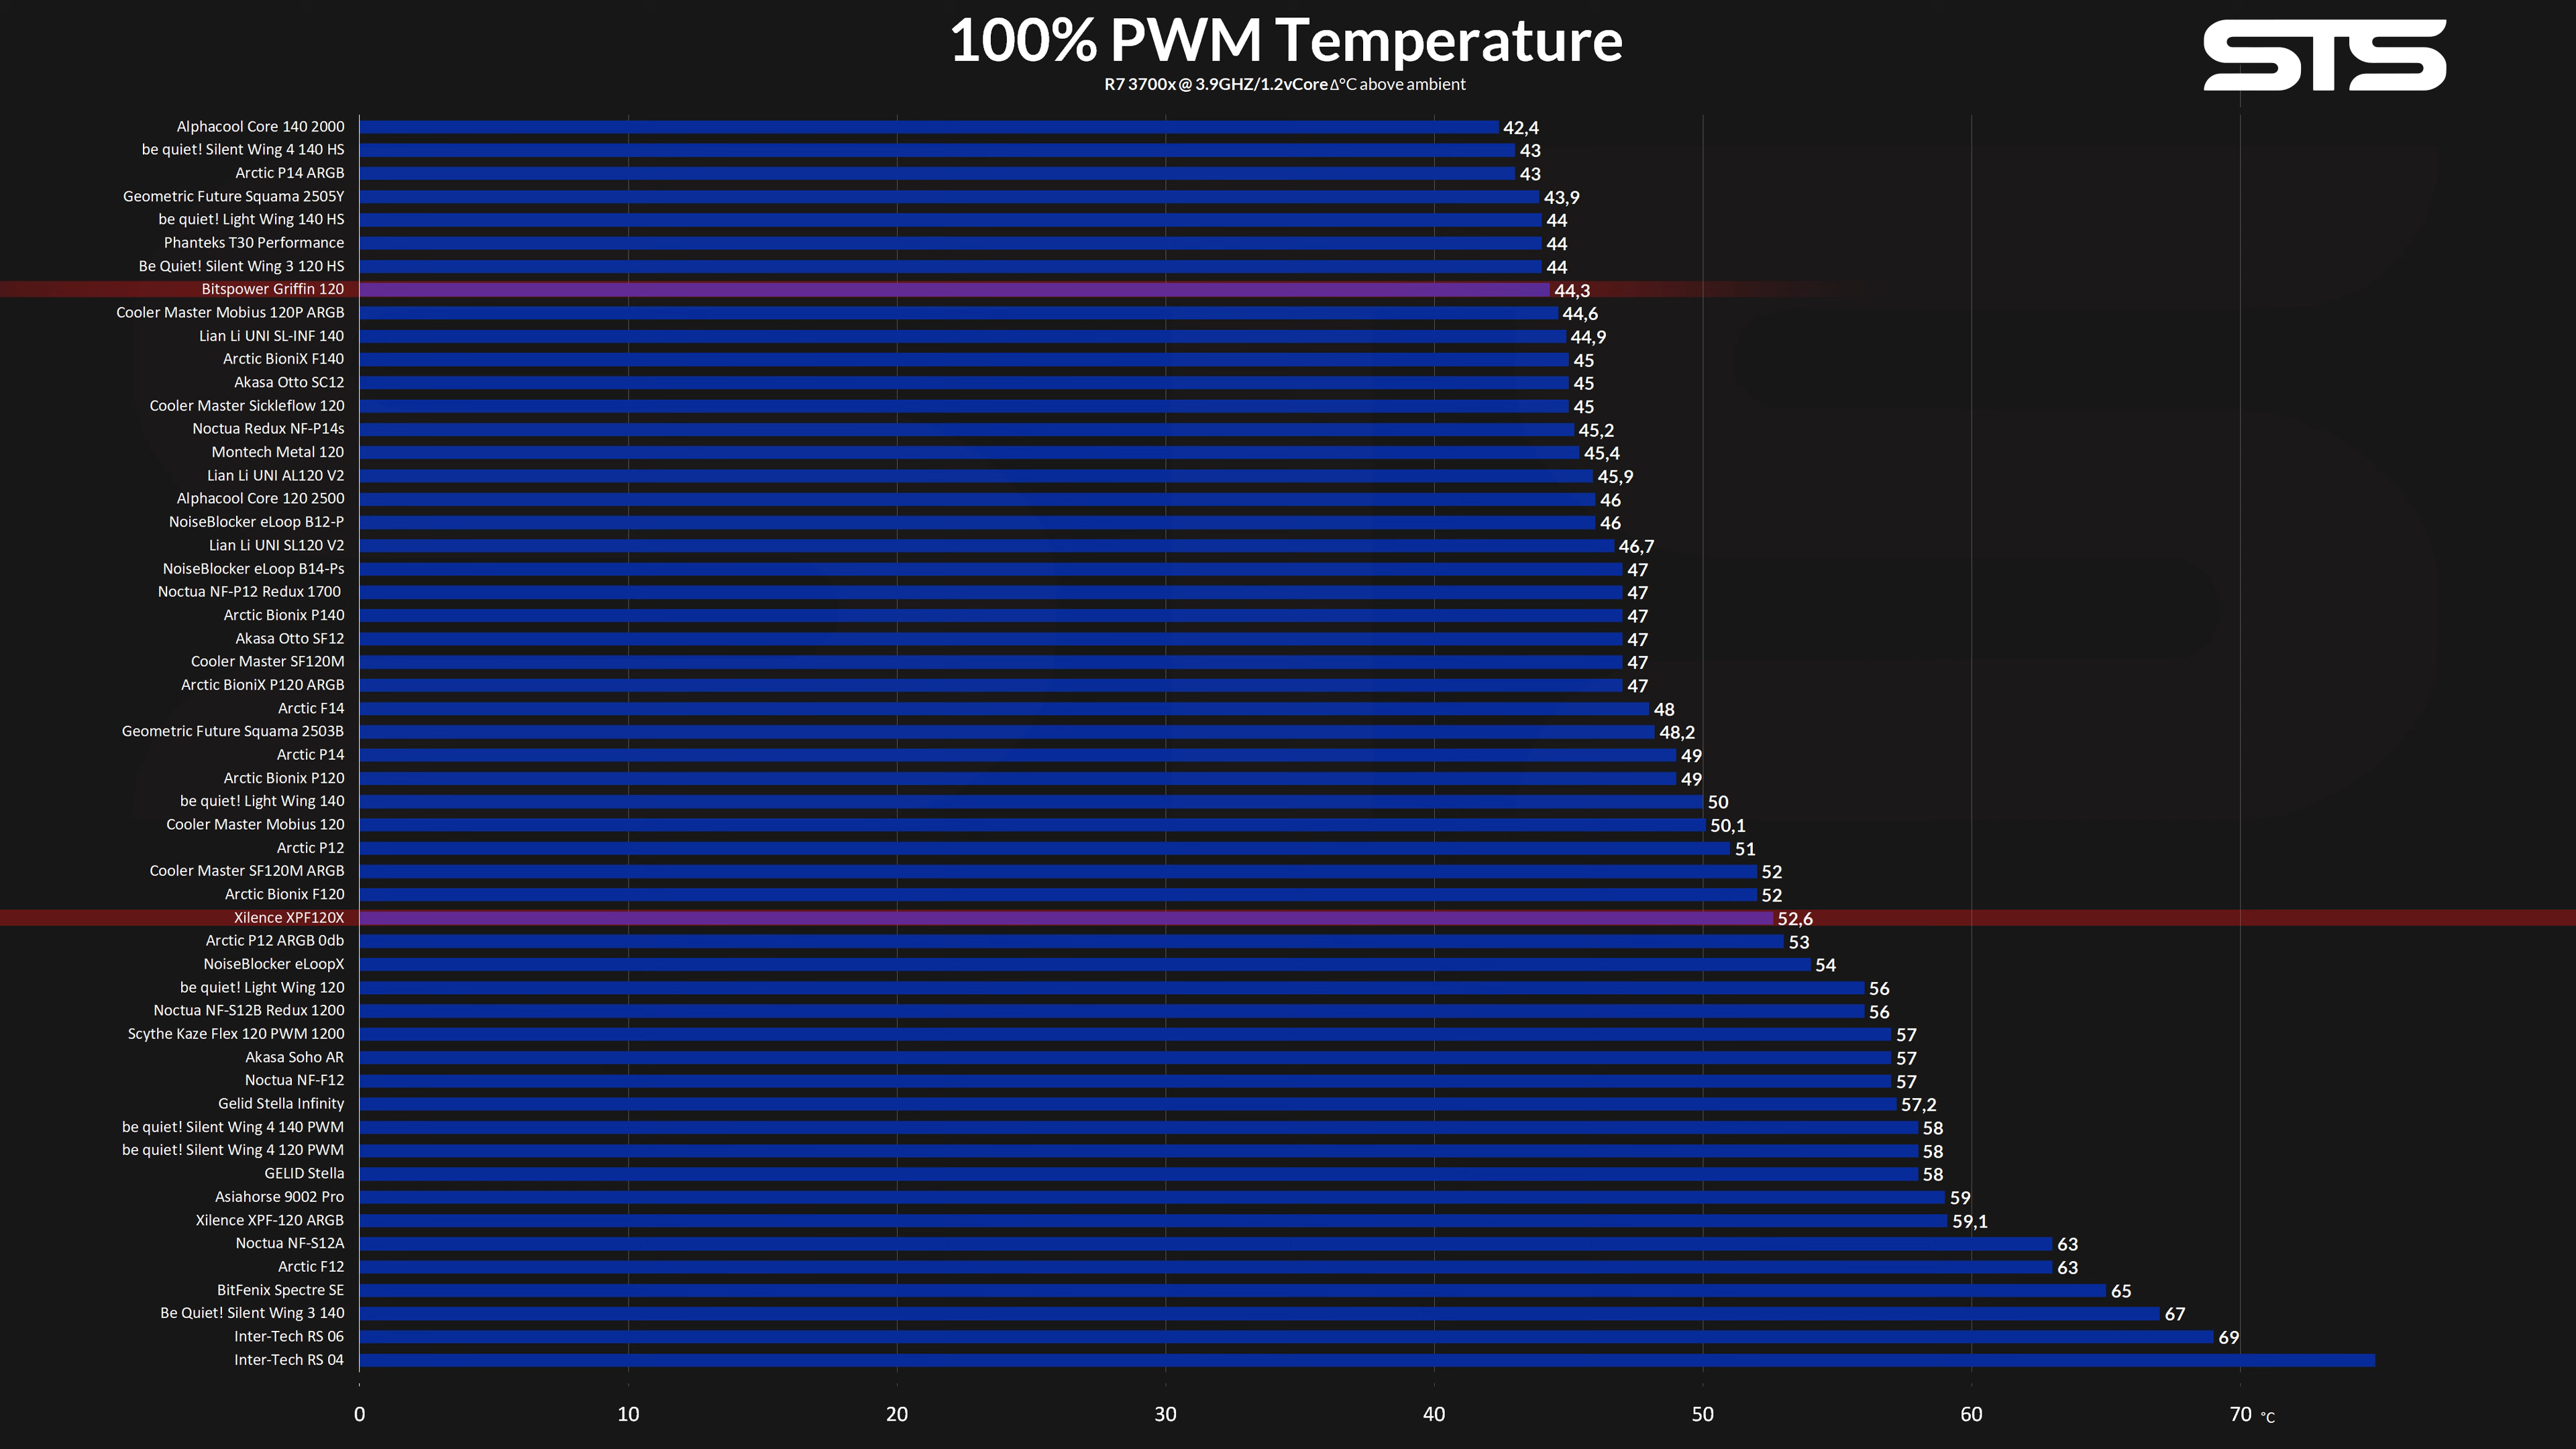 100% PWM Temperature
STS
R7 3700x @ 3.9GHZ/1.2vCore Δ°C above ambient
Alphacool Core 140 2000 42,4
be quiet! Silent Wing 4 140 HS 43
Arctic P14 ARGB 43
Geometric Future Squama 2505Y 43,9
be quiet! Light Wing 140 HS 44
Phanteks T30 Performance 44
Be Quiet! Silent Wing 3 120 HS 44
Bitspower Griffin 120 44,3
Cooler Master Mobius 120P ARGB 44,6
Lian Li UNI SL-INF 140 44,9
Arctic BioniX F140 45
Akasa Otto SC12 45
Cooler Master Sickleflow 120 45
Noctua Redux NF-P14s 45,2
Montech Metal 120 45,4
Lian Li UNI AL120 V2 45,9
Alphacool Core 120 2500 46
NoiseBlocker eLoop B12-P 46
Lian Li UNI SL120 V2 46,7
NoiseBlocker eLoop B14-Ps 47
Noctua NF-P12 Redux 1700 47
Arctic Bionix P140 47
Akasa Otto SF12 47
Cooler Master SF120M 47
Arctic BioniX P120 ARGB 47
Arctic F14 48
Geometric Future Squama 2503B 48,2
Arctic P14 49
Arctic Bionix P120 49
be quiet! Light Wing 140 50
Cooler Master Mobius 120 50,1
Arctic P12 51
Cooler Master SF120M ARGB 52
Arctic Bionix F120 52
Xilence XPF120X 52,6
Arctic P12 ARGB 0db 53
NoiseBlocker eLoopX 54
be quiet! Light Wing 120 56
Noctua NF-S12B Redux 1200 56
Scythe Kaze Flex 120 PWM 1200 57
Akasa Soho AR 57
Noctua NF-F12 57
Gelid Stella Infinity 57,2
be quiet! Silent Wing 4 140 PWM 58
be quiet! Silent Wing 4 120 PWM 58
GELID Stella 58
Asiahorse 9002 Pro 59
Xilence XPF-120 ARGB 59,1
Noctua NF-S12A 63
Arctic F12 63
BitFenix Spectre SE 65
Be Quiet! Silent Wing 3 140 67
Inter-Tech RS 06 69
Inter-Tech RS 04
0 10 20 30 40 50 60 70 °C